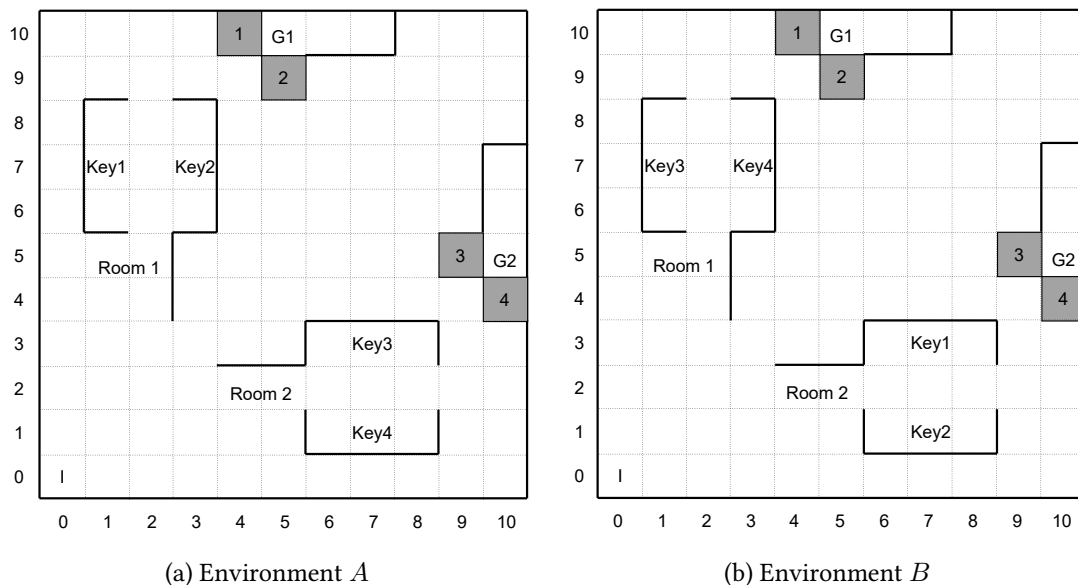 10 1 G1
9 2
8
7 Key1 Key2
6
5 Room 1 3 G2
4 4
3 Key3
2 Room 2
1 Key4
0 I
0 1 2 3 4 5 6 7 8 9 10
(a) Environment A
10 1 G1
9 2
8
7 Key3 Key4
6
5 Room 1 3 G2
4 4
3 Key1
2 Room 2
1 Key2
0 I
0 1 2 3 4 5 6 7 8 9 10
(b) Environment B